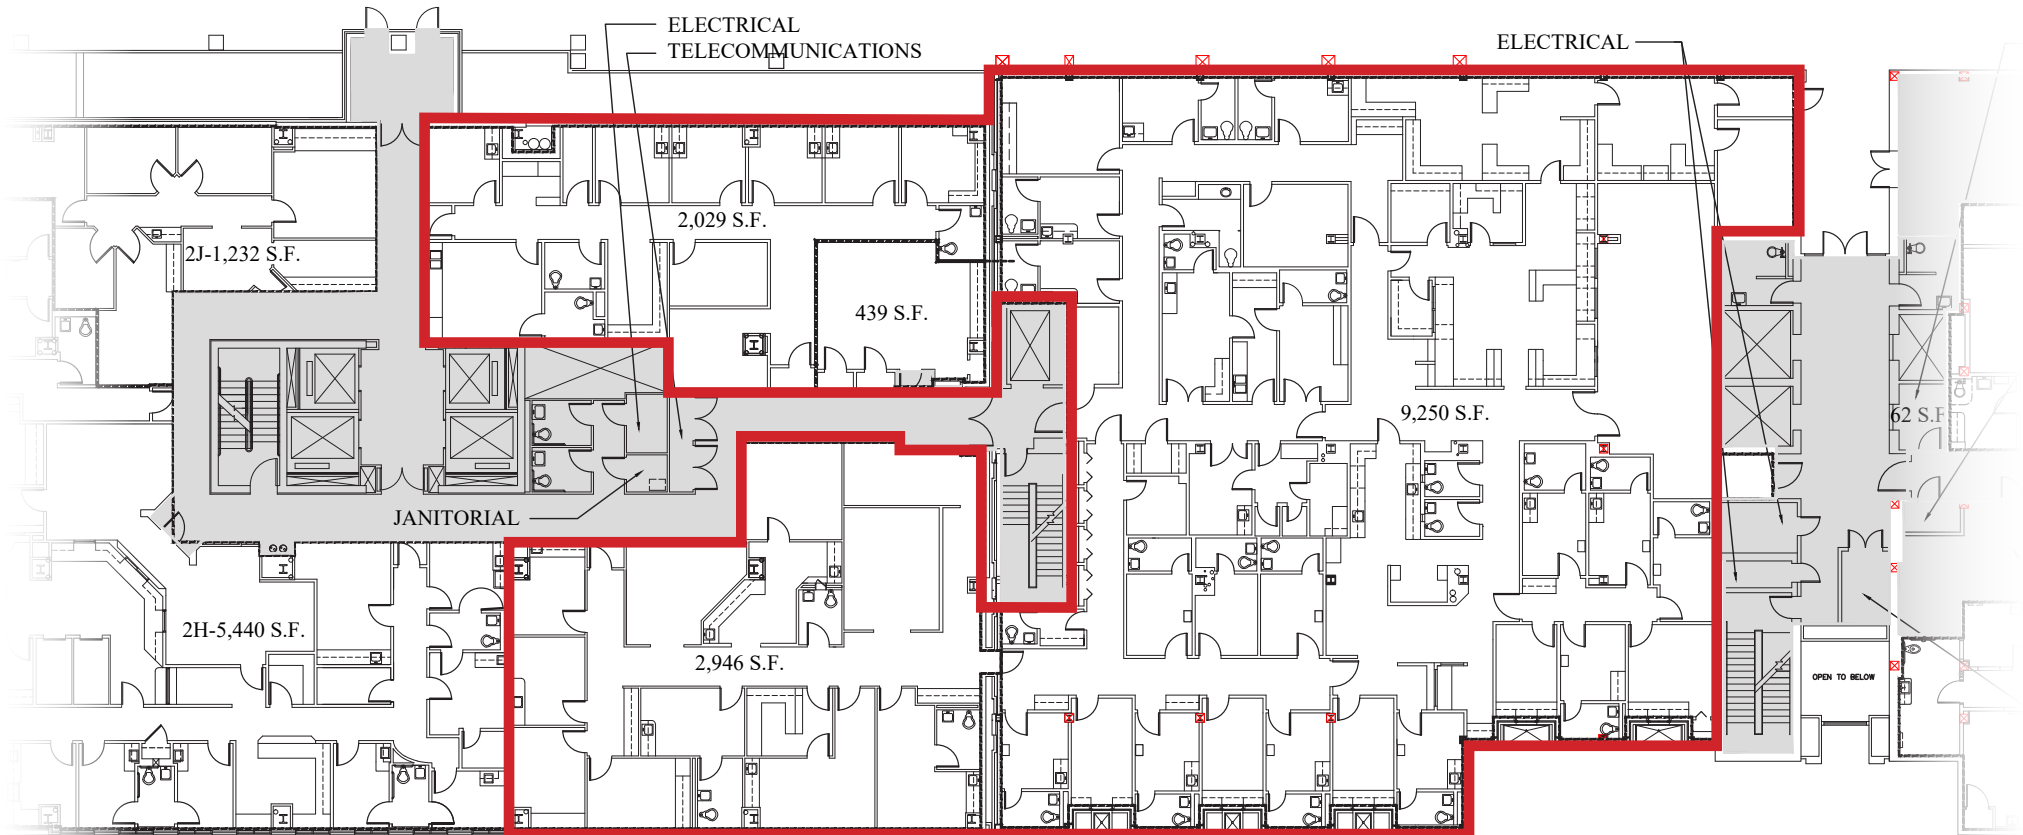 ELECTRICAL
TELECOMMUNICATIONS
ELECTRICAL
2,029 S.F.
2J-1,232 S.F.
439 S.F.
9,250 S.F.
62 S.F
JANITORIAL
2H-5,440 S.F.
2,946 S.F.
OPEN TO BELOW